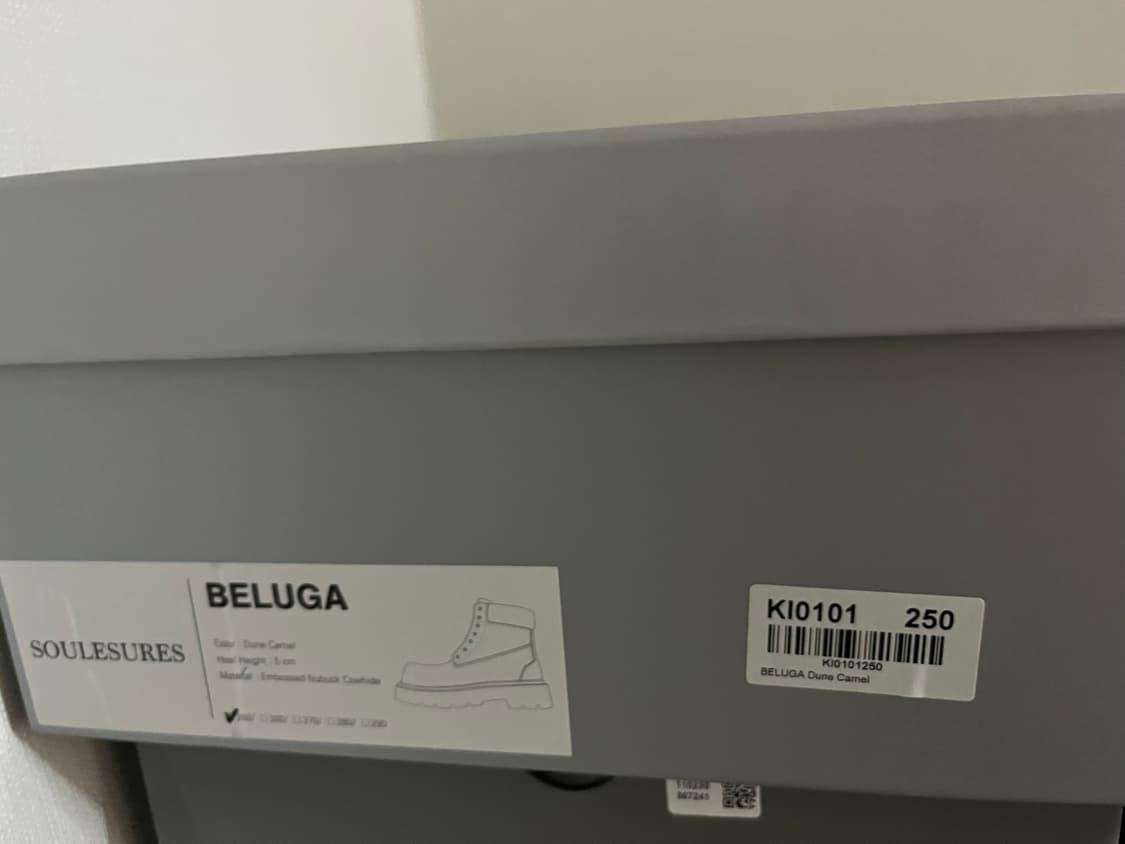 BELUGA
SOULESURES
Color : Dune Camel
Heel Height : 5 cm
Material : Embossed Nubuck Cowhide
KI0101 250
KI0101250
BELUGA Dune Camel